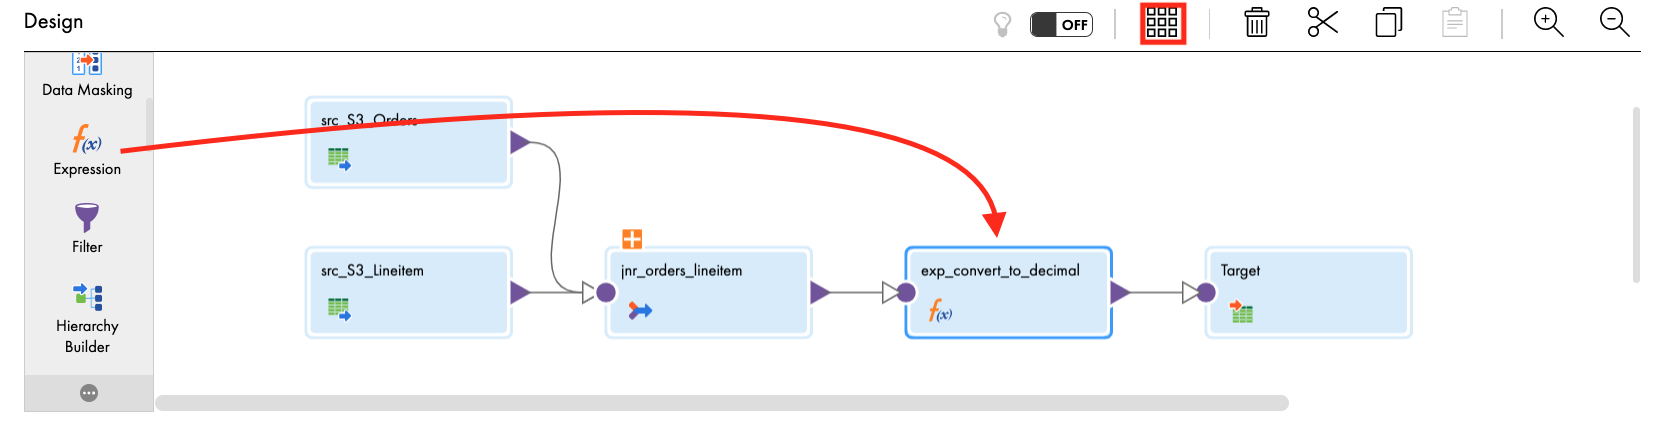 Design
OFF
Data Masking
f(x)
Expression
Filter
Hierarchy
Builder
src_S3_Orders
src_S3_Lineitem
jnr_orders_lineitem
exp_convert_to_decimal
f(x)
Target